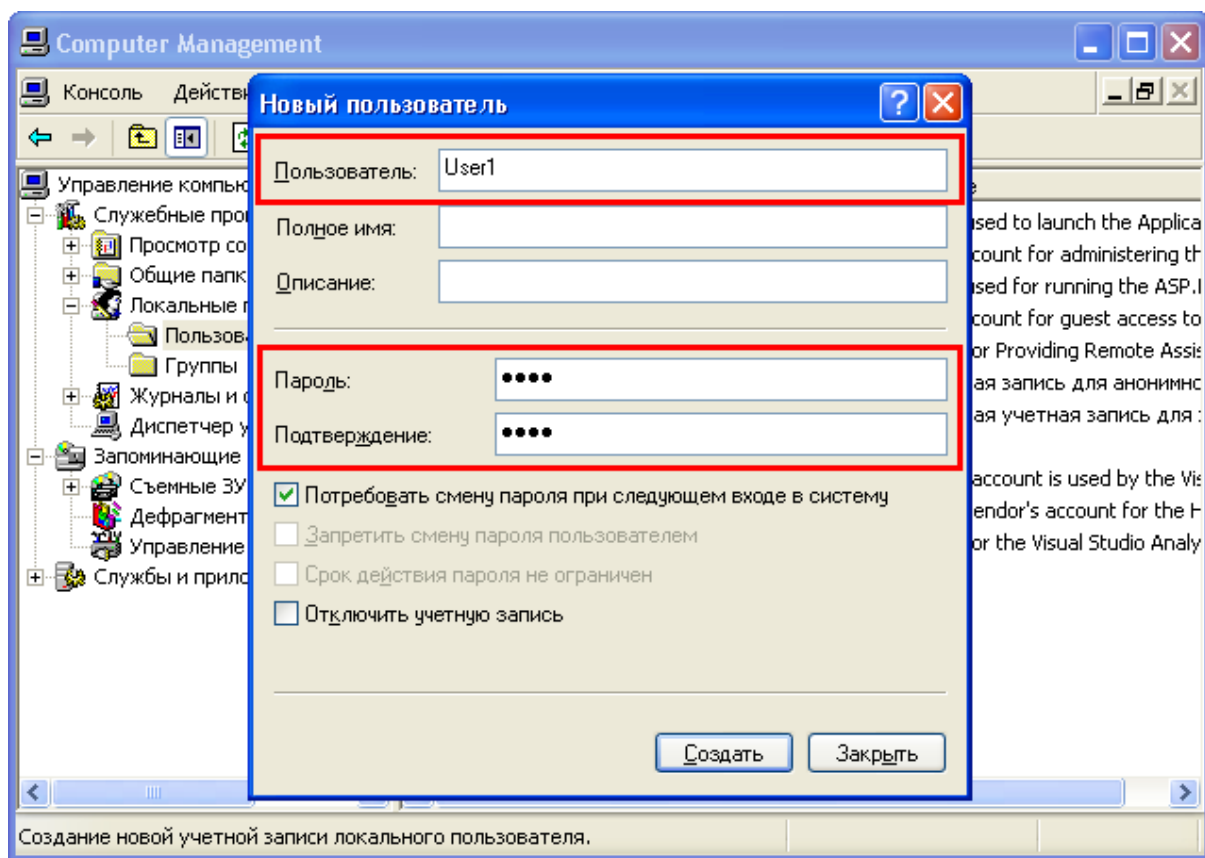 Computer Management
Консоль Действи
Новый пользователь
Пользователь: User1
Полное имя:
Описание:
Пароль: ••••
Подтверждение: ••••
Потребовать смену пароля при следующем входе в систему
Запретить смену пароля пользователем
Срок действия пароля не ограничен
Отключить учетную запись
Создать Закрыть
Управление компью
Служебные про
Просмотр со
Общие папк
Локальные
Пользов
Группы
Журналы и
Диспетчер у
Запоминающие
Съемные ЗУ
Дефрагмент
Управление
Службы и прило
used to launch the Applica
count for administering th
used for running the ASP.
count for guest access to
or Providing Remote Assis
ая запись для анонимнс
ая учетная запись для
account is used by the Vis
endor's account for the H
or the Visual Studio Analy
Создание новой учетной записи локального пользователя.